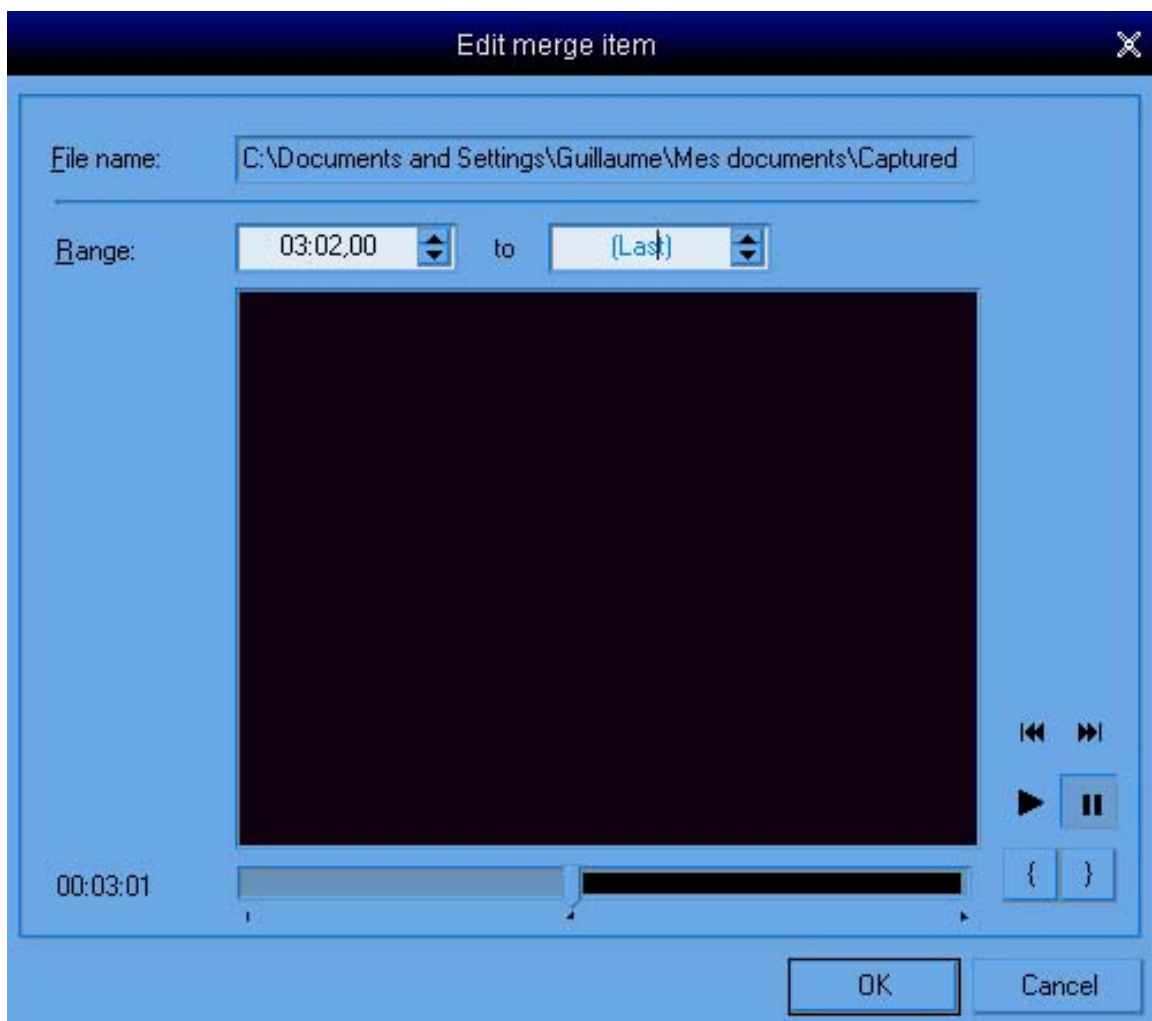 Edit merge item
File name: C:\Documents and Settings\Guillaume\Mes documents\Captured
Range: 03:02,00 to (Last)
00:03:01 { }
OK Cancel